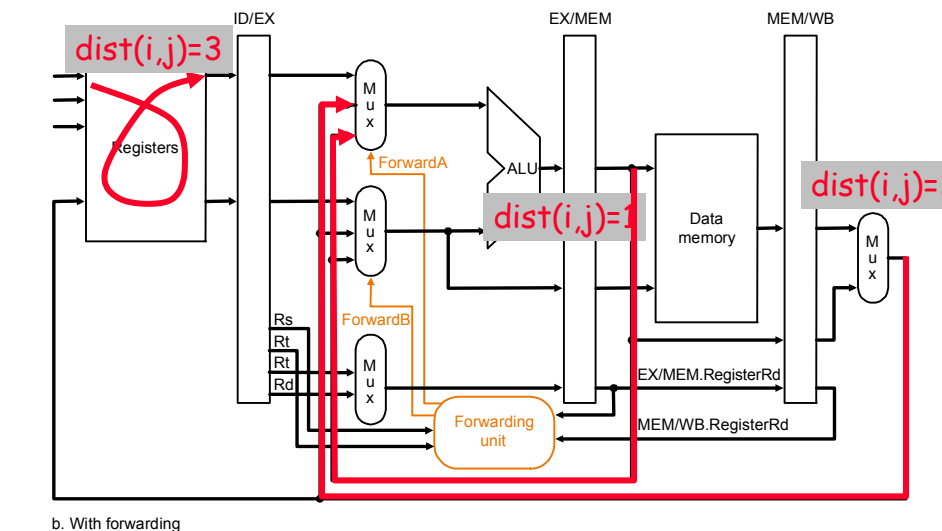 ID/EX
EX/MEM
MEM/WB
dist(i,j)=3
M
u
x
Registers
ForwardA
ALU
dist(i,j)=
dist(i,j)=1
M
u
x
Data
memory
M
u
x
ForwardB
Rs
Rt
Rt
Rd
M
u
x
EX/MEM.RegisterRd
Forwarding
unit
MEM/WB.RegisterRd
b. With forwarding